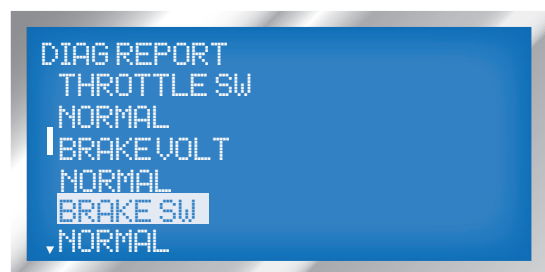 DIAG REPORT
THROTTLE SW
NORMAL
BRAKE VOLT
NORMAL
BRAKE SW
NORMAL